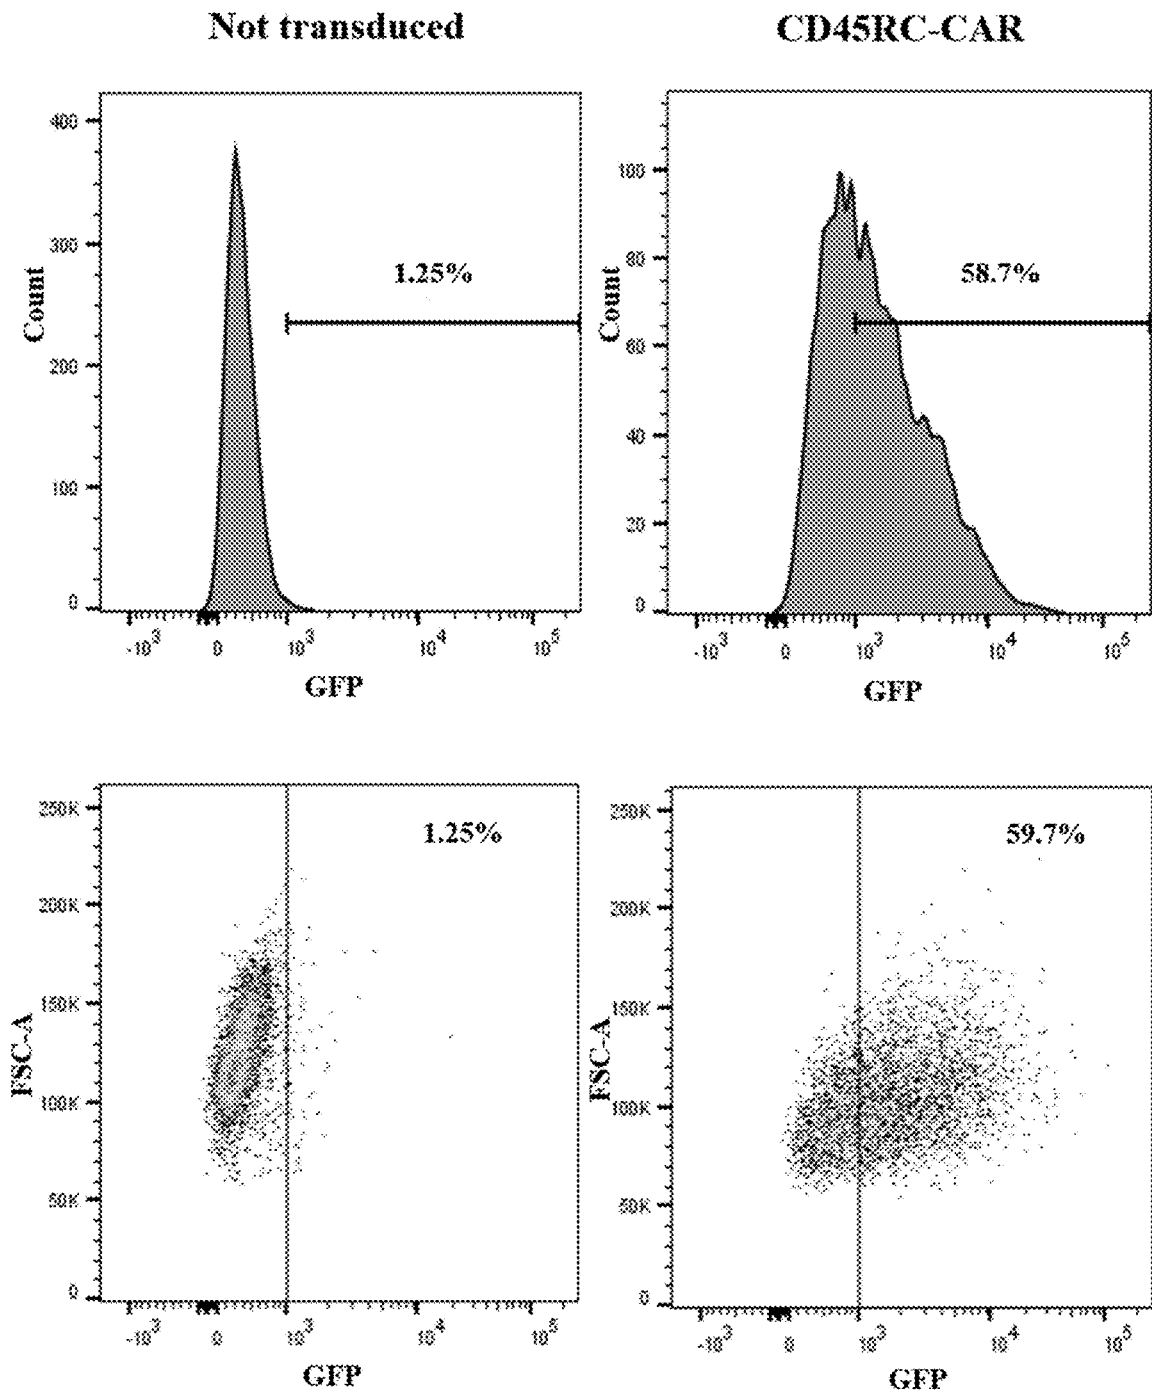 Not transduced
CD45RC-CAR
400
300
200
100
0
Count
1.25%
-10³ 0 10³ 10⁴ 10⁵
GFP
100
80
60
40
20
0
Count
58.7%
-10³ 0 10³ 10⁴ 10⁵
GFP
250K
200K
150K
100K
50K
0
FSC-A
1.25%
-10³ 0 10³ 10⁴ 10⁵
GFP
250K
200K
150K
100K
50K
0
FSC-A
59.7%
-10³ 0 10³ 10⁴ 10⁵
GFP